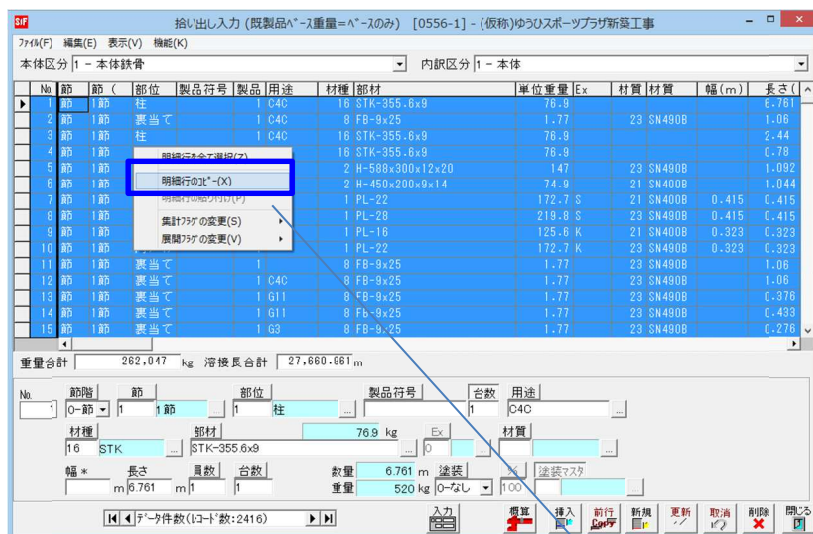 SIF 拾い出し入力 (既製品ﾍﾞｰｽ重量=ﾍﾞｰｽのみ) [0556-1] - (仮称)ゆうひスポーツプラザ新築工事
ﾌｧｲﾙ(F) 編集(E) 表示(V) 機能(K)
本体区分 1 - 本体鉄骨 内訳区分 1 - 本体
No 節 節 ( 部位 製品符号 製品 用途 材種 部材 単位重量 Ex 材質 材質 幅(m) 長さ(
1 節 1節 柱 1 C4C 16 STK-355.6x9 76.9 6.761
2 節 1節 裏当て 1 C4C 8 FB-9x25 1.77 23 SN490B 1.06
3 節 1節 柱 1 C4C 16 STK-355.6x9 76.9 2.44
4 節 1節 16 STK-355.6x9 76.9 0.78
5 節 1節 2 H-588x300x12x20 147 23 SN490B 1.092
6 節 1節 2 H-450x200x9x14 74.9 21 SN400B 1.044
7 節 1節 1 PL-22 172.7 S 21 SN400B 0.415 0.415
8 節 1節 1 PL-28 219.8 S 23 SN490B 0.415 0.415
9 節 1節 1 PL-16 125.6 K 21 SN400B 0.323 0.323
10 節 1節 1 PL-22 172.7 K 23 SN490B 0.323 0.323
11 節 1節 裏当て 1 8 FB-9x25 1.77 23 SN490B 1.06
12 節 1節 裏当て 1 C4C 8 FB-9x25 1.77 23 SN490B 1.06
13 節 1節 裏当て 1 G11 8 FB-9x25 1.77 23 SN490B 0.376
14 節 1節 裏当て 1 G11 8 FB-9x25 1.77 23 SN490B 0.433
15 節 1節 裏当て 1 G3 8 FB-9x25 1.77 23 SN490B 0.276
明細行を全て選択(Z)
明細行のｺﾋﾟｰ(X)
明細行の貼り付け(P)
集計ﾌﾗｸﾞの変更(S)
展開ﾌﾗｸﾞの変更(V)
重量合計 262,047 kg 溶接長合計 27,660.661 m
No. 節階 節 部位 製品符号 台数 用途
1 0-節 1 1節 ... 1 柱 ... 1 C4C ...
材種 部材 76.9 kg Ex 材質
16 STK ... STK-355.6x9 ... 0 ... ...
幅 * 長さ 員数 台数 数量 6.761 m 塗装 % 塗装ﾏｽﾀ
m 6.761 m 1 1 重量 520 kg 0-なし 100 ...
ﾃﾞｰﾀ件数(ﾚｺｰﾄﾞ数:2416) 入力 概算 挿入 前行 Copy 新規 更新 取消 削除 閉じる